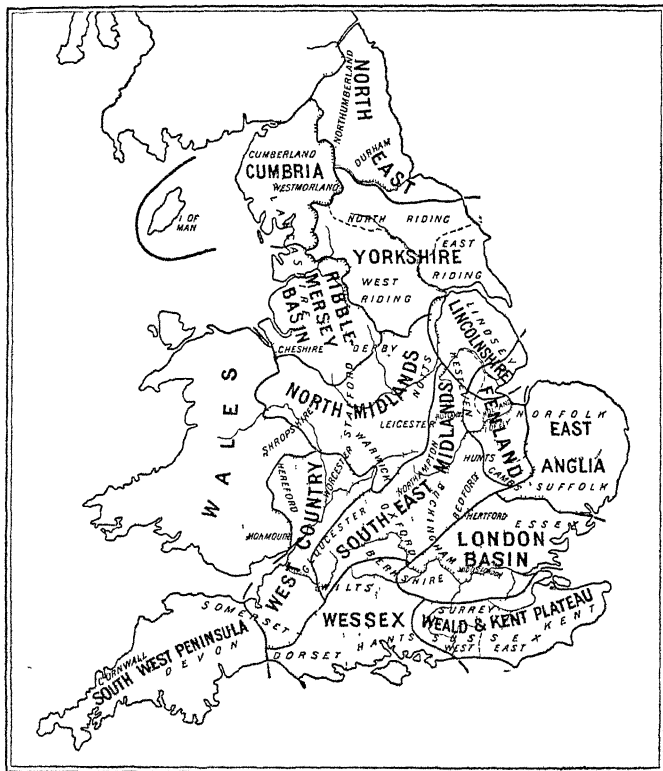 NORTH EAST
NORTHUMBERLAND
DURHAM
CUMBERLAND
CUMBRIA
WESTMORLAND
I OF
MAN
NORTH RIDING
EAST
RIDING
YORKSHIRE
WEST
RIDING
RIBBLE-
MERSEY
BASIN
CHESHIRE
DERBY
NOTTS
LINDSEY
LINCOLNSHIRE
KESTEVEN
FENLAND
NORTH MIDLANDS
STAFFORD
SHROPSHIRE
LEICESTER
WARWICK
WALES
NORFOLK
EAST
ANGLIA
SUFFOLK
HUNTS
CAMBS
NORTHAMPTON
BEDFORD
SOUTH-EAST MIDLANDS
BUCKINGHAM
OXFORD
WORCESTER
HEREFORD
MONMOUTH
GLOUCESTER
WEST COUNTRY
HERTFORD
ESSEX
LONDON
BASIN
BERKSHIRE
WILTS
SOMERSET
WESSEX
SURREY
WEALD & KENT PLATEAU
KENT
SUSSEX
WEST EAST
HANTS
DORSET
DEVON
CORNWALL
SOUTH WEST PENINSULA